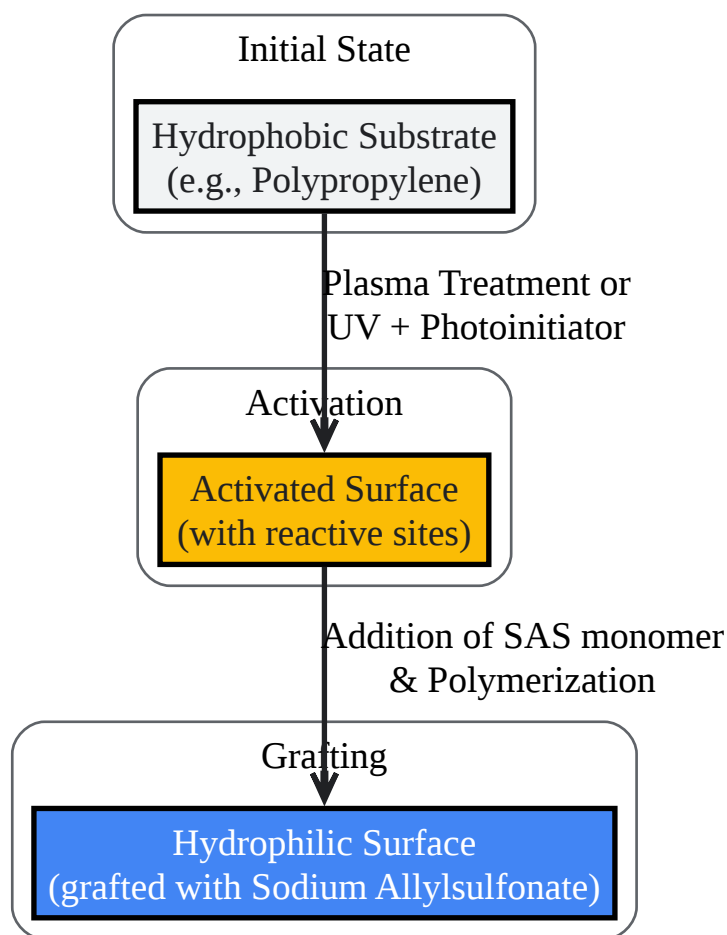 Initial State
Hydrophobic Substrate
(e.g., Polypropylene)
Plasma Treatment or
UV + Photoinitiator
Activation
Activated Surface
(with reactive sites)
Addition of SAS monomer
& Polymerization
Grafting
Hydrophilic Surface
(grafted with Sodium Allylsulfonate)